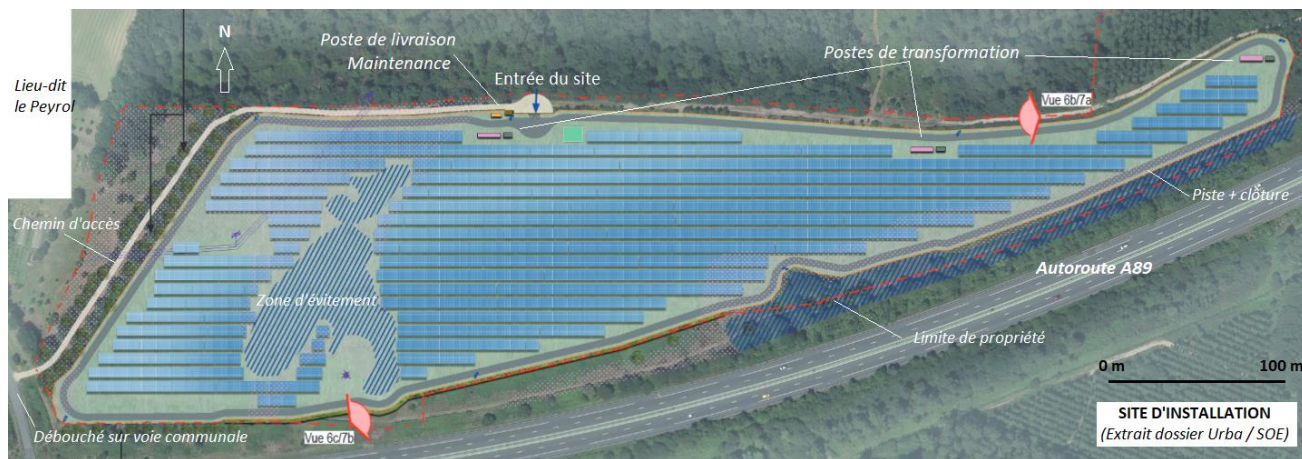 N
Lieu-dit
le Peyrol
Poste de livraison
Maintenance
Entrée du site
Postes de transformation
Vue 6b/7a
Chemin d'accès
Piste + clôture
Autoroute A89
Zone d'évitement
Limite de propriété
0 m
100 m
Débouché sur voie communale
Vue 6c/7b
SITE D'INSTALLATION
(Extrait dossier Urba / SOE)